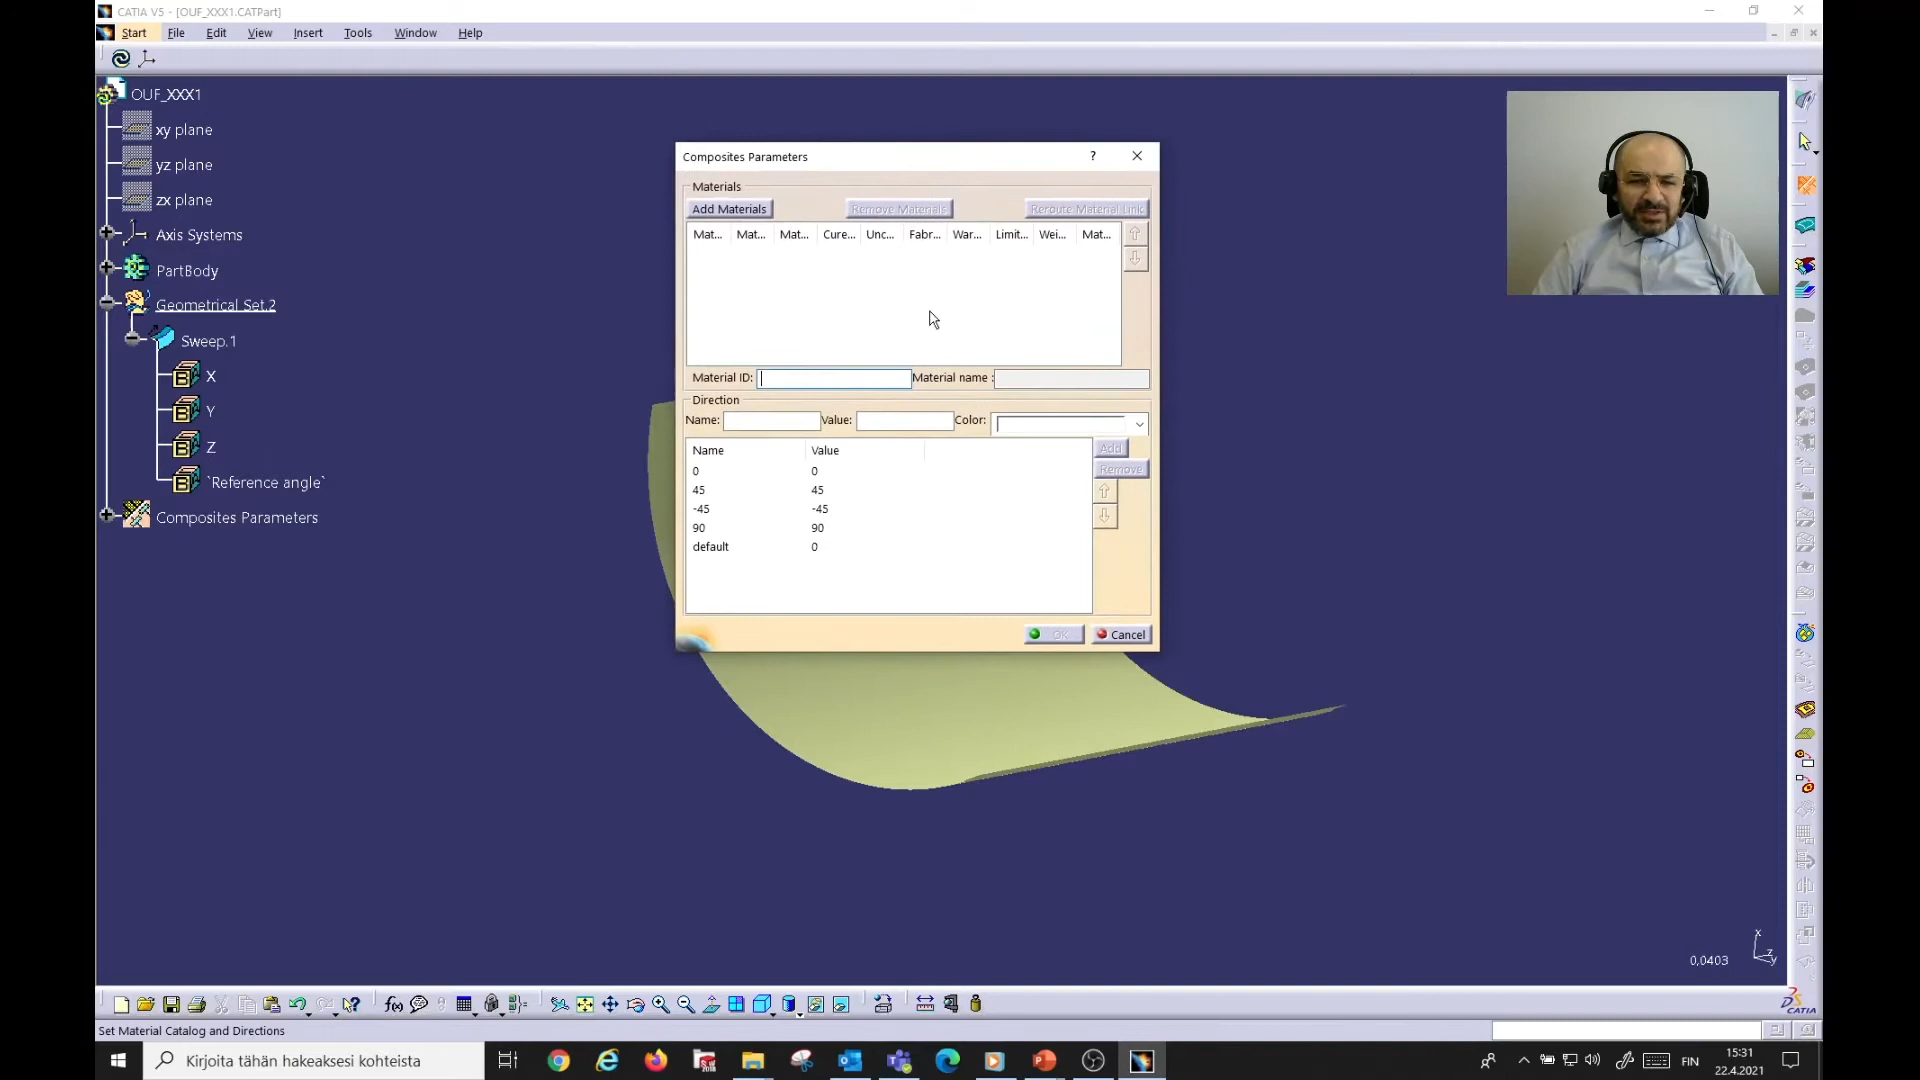 CATIA V5 - [OUF_XXX1.CATPart]
Start File Edit View Insert Tools Window Help
OUF_XXX1
xy plane
yz plane
zx plane
Axis Systems
PartBody
Geometrical Set.2
Sweep.1
X
Y
Z
`Reference angle`
Composites Parameters
Composites Parameters ?
Materials
Add Materials Remove Materials Reroute Material Link
Mat... Mat... Mat... Cure... Unc... Fabr... War... Limit... Wei... Mat...
Material ID: Material name :
Direction
Name: Value: Color:
Name Value Add
0 0 Remove
45 45
-45 -45
90 90
default 0
OK Cancel
x
z
y
0,0403
CATIA
Set Material Catalog and Directions
Kirjoita tähän hakeaksesi kohteista
FIN
15:31
22.4.2021